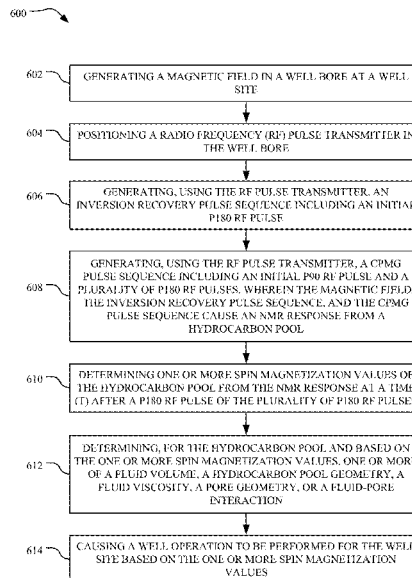 600
602
GENERATING A MAGNETIC FIELD IN A WELL BORE AT A WELL
SITE
604
POSITIONING A RADIO FREQUENCY (RF) PULSE TRANSMITTER IN
THE WELL BORE
606
GENERATING, USING THE RF PULSE TRANSMITTER, AN
INVERSION RECOVERY PULSE SEQUENCE INCLUDING AN INITIAL
P180 RF PULSE
608
GENERATING, USING THE RF PULSE TRANSMITTER, A CPMG
PULSE SEQUENCE INCLUDING AN INITIAL P90 RF PULSE AND A
PLURALITY OF P180 RF PULSES, WHEREIN THE MAGNETIC FIELD,
THE INVERSION RECOVERY PULSE SEQUENCE, AND THE CPMG
PULSE SEQUENCE CAUSE AN NMR RESPONSE FROM A
HYDROCARBON POOL
610
DETERMINING ONE OR MORE SPIN MAGNETIZATION VALUES OF
THE HYDROCARBON POOL FROM THE NMR RESPONSE AT A TIME
(T) AFTER A P180 RF PULSE OF THE PLURALITY OF P180 RF PULSE
612
DETERMINING, FOR THE HYDROCARBON POOL AND BASED ON
THE ONE OR MORE SPIN MAGNETIZATION VALUES, ONE OR MORE
OF A FLUID VOLUME, A HYDROCARBON POOL GEOMETRY, A
FLUID VISCOSITY, A PORE GEOMETRY, OR A FLUID-PORE
INTERACTION
614
CAUSING A WELL OPERATION TO BE PERFORMED FOR THE WELL
SITE BASED ON THE ONE OR MORE SPIN MAGNETIZATION
VALUES